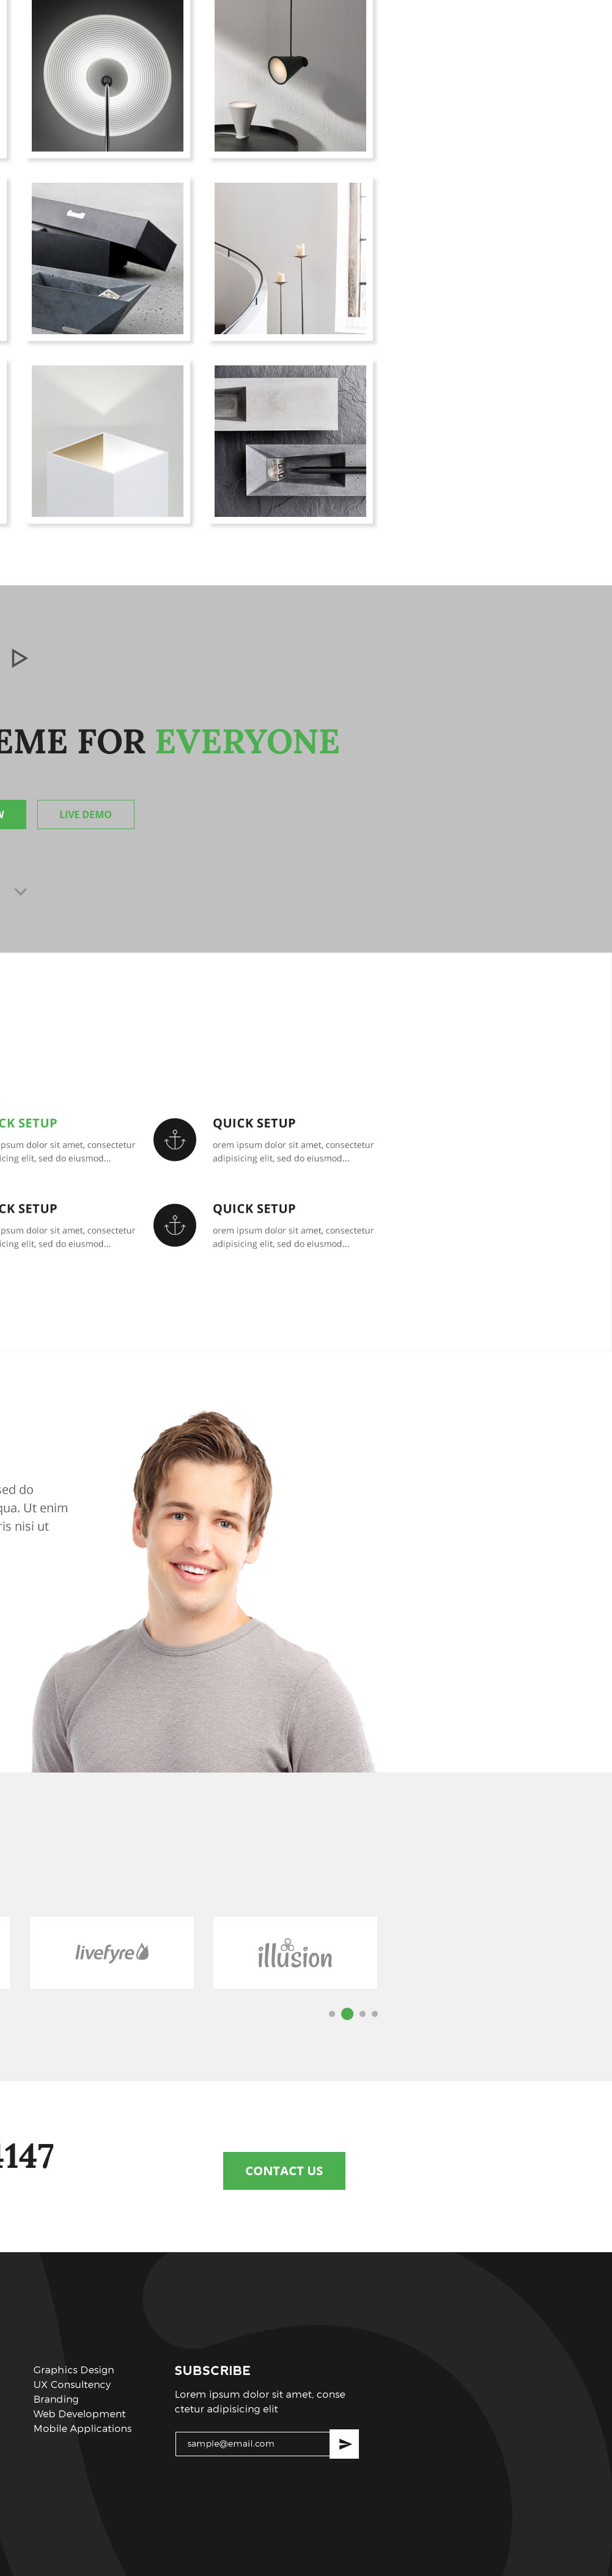 EME FOR EVERYONE
W
LIVE DEMO
CK SETUP
psum dolor sit amet, consectetur
icing elit, sed do eiusmod...
QUICK SETUP
orem ipsum dolor sit amet, consectetur
adipisicing elit, sed do eiusmod...
CK SETUP
psum dolor sit amet, consectetur
icing elit, sed do eiusmod...
QUICK SETUP
orem ipsum dolor sit amet, consectetur
adipisicing elit, sed do eiusmod...
sed do
qua. Ut enim
ris nisi ut
livefyre
illusion
4147
CONTACT US
Graphics Design
UX Consultency
Branding
Web Development
Mobile Applications
SUBSCRIBE
Lorem ipsum dolor sit amet, conse
ctetur adipisicing elit
sample@email.com